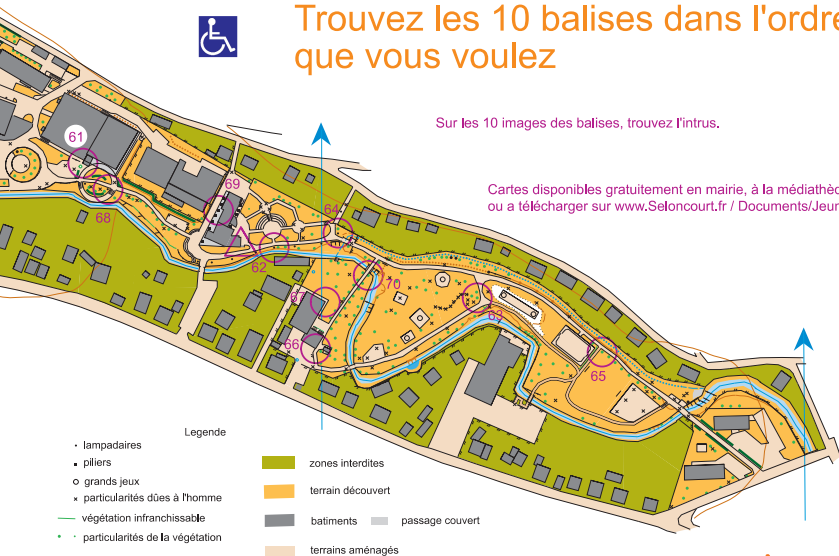 Trouvez les 10 balises dans l'ordre
que vous voulez
Sur les 10 images des balises, trouvez l'intrus.
Cartes disponibles gratuitement en mairie, à la médiathèc
ou a télécharger sur www.Seloncourt.fr / Documents/Jeun
61
68
69
62
64
70
67
66
63
65
Legende
lampadaires
piliers
grands jeux
particularités dûes à l'homme
végétation infranchissable
particularités de la végétation
zones interdites
terrain découvert
batiments passage couvert
terrains aménagés